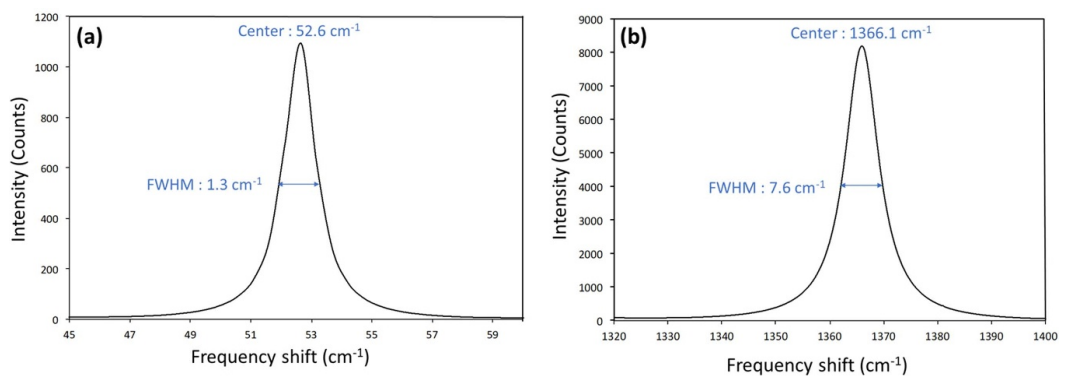 (a)
Center : 52.6 cm⁻¹
FWHM : 1.3 cm⁻¹
Intensity (Counts)
1200
1000
800
600
400
200
0
45 47 49 51 53 55 57 59
Frequency shift (cm⁻¹)
(b)
Center : 1366.1 cm⁻¹
FWHM : 7.6 cm⁻¹
Intensity (Counts)
9000
8000
7000
6000
5000
4000
3000
2000
1000
0
1320 1330 1340 1350 1360 1370 1380 1390 1400
Frequency shift (cm⁻¹)